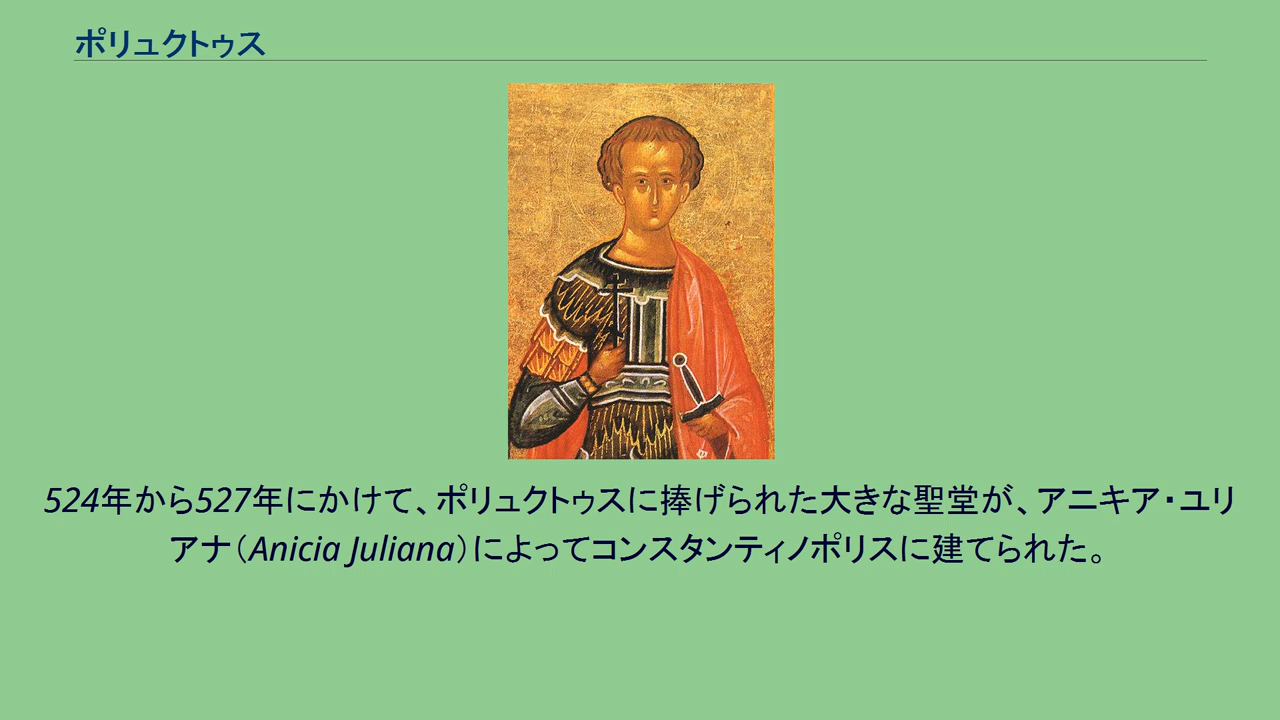 ポリュクトゥス
524年から527年にかけて、ポリュクトゥスに捧げられた大きな聖堂が、アニキア・ユリ
アナ（Anicia Juliana）によってコンスタンティノポリスに建てられた。